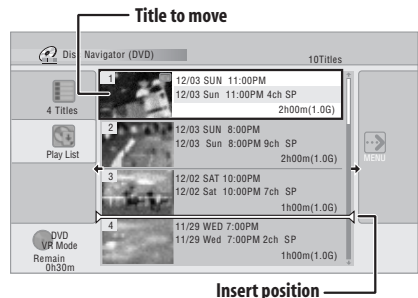 Title to move
Disc Navigator (DVD)
10Titles
4 Titles
Play List
DVD
VR Mode
Remain
0h30m
1
12/03 SUN 11:00PM
12/03 Sun 11:00PM 4ch SP
2h00m(1.0G)
2
12/03 SUN 8:00PM
12/03 Sun 8:00PM 9ch SP
2h00m(1.0G)
3
12/02 SAT 10:00PM
12/02 Sat 10:00PM 7ch SP
1h00m(1.0G)
4
11/29 WED 7:00PM
11/29 Wed 7:00PM 2ch SP
1h00m(1.0G)
MENU
Insert position